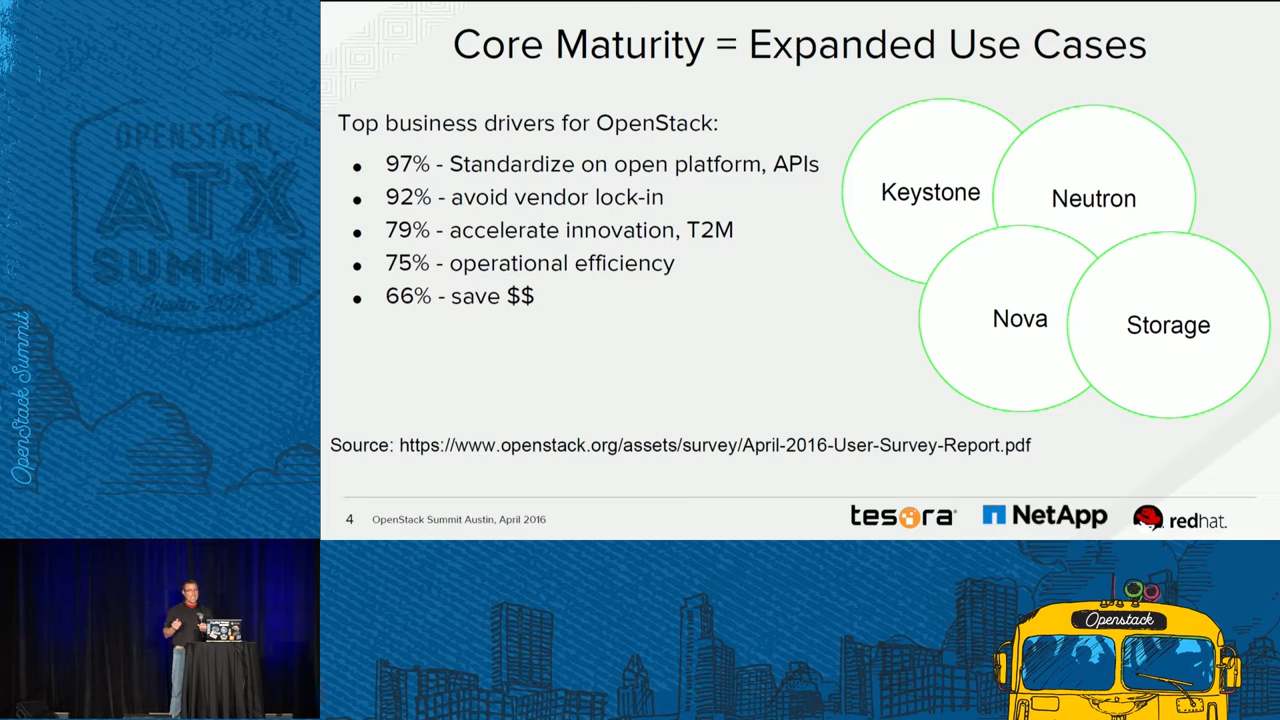 Core Maturity = Expanded Use Cases
Top business drivers for OpenStack:
• 97% - Standardize on open platform, APIs
• 92% - avoid vendor lock-in
• 79% - accelerate innovation, T2M
• 75% - operational efficiency
• 66% - save $$
Keystone
Neutron
Nova
Storage
Source: https://www.openstack.org/assets/survey/April-2016-User-Survey-Report.pdf
4
OpenStack Summit Austin, April 2016
tesora
NetApp
redhat.
OPENSTACK
ATX
SUMMIT
OpenStack Summit
Openstack